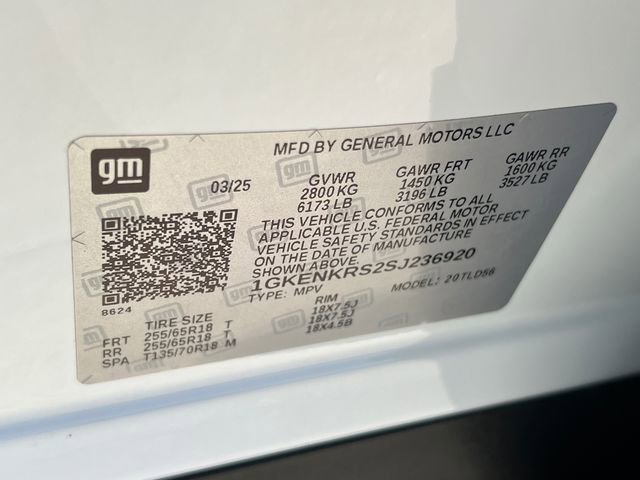 MFD BY GENERAL MOTORS LLC
gm
03/25
GVWR GAWR FRT GAWR RR
2800 KG 1450 KG 1600 KG
6173 LB 3196 LB 3527 LB
THIS VEHICLE CONFORMS TO ALL
APPLICABLE U.S. FEDERAL MOTOR
VEHICLE SAFETY STANDARDS IN EFFECT
ON THE DATE OF MANUFACTURE
SHOWN ABOVE.
1GKENKRS2SJ236920
TYPE: MPV MODEL: 20TLD56
8624
TIRE SIZE RIM
FRT 255/65R18 T 18X7.5J
RR 255/65R18 T 18X7.5J
SPA T135/70R18 M 18X4.5B